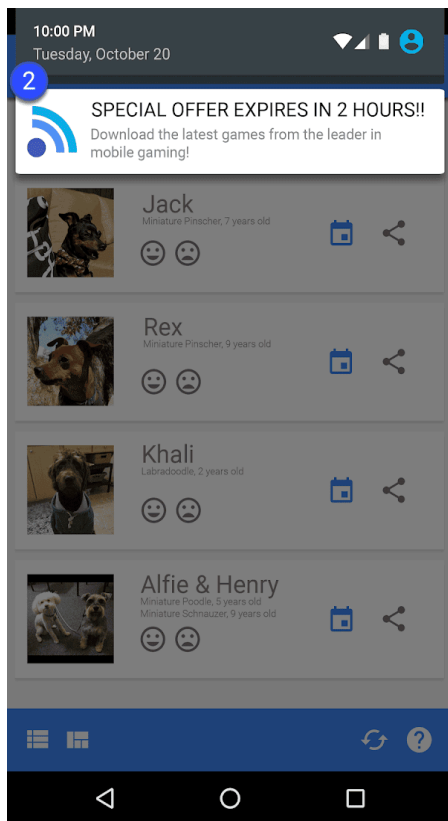 10:00 PM
Tuesday, October 20
2
SPECIAL OFFER EXPIRES IN 2 HOURS!!
Download the latest games from the leader in
mobile gaming!
Jack
Miniature Pinscher, 7 years old
Rex
Miniature Pinscher, 9 years old
Khali
Labradoodle, 2 years old
Alfie & Henry
Miniature Poodle, 5 years old
Miniature Schnauzer, 9 years old
?